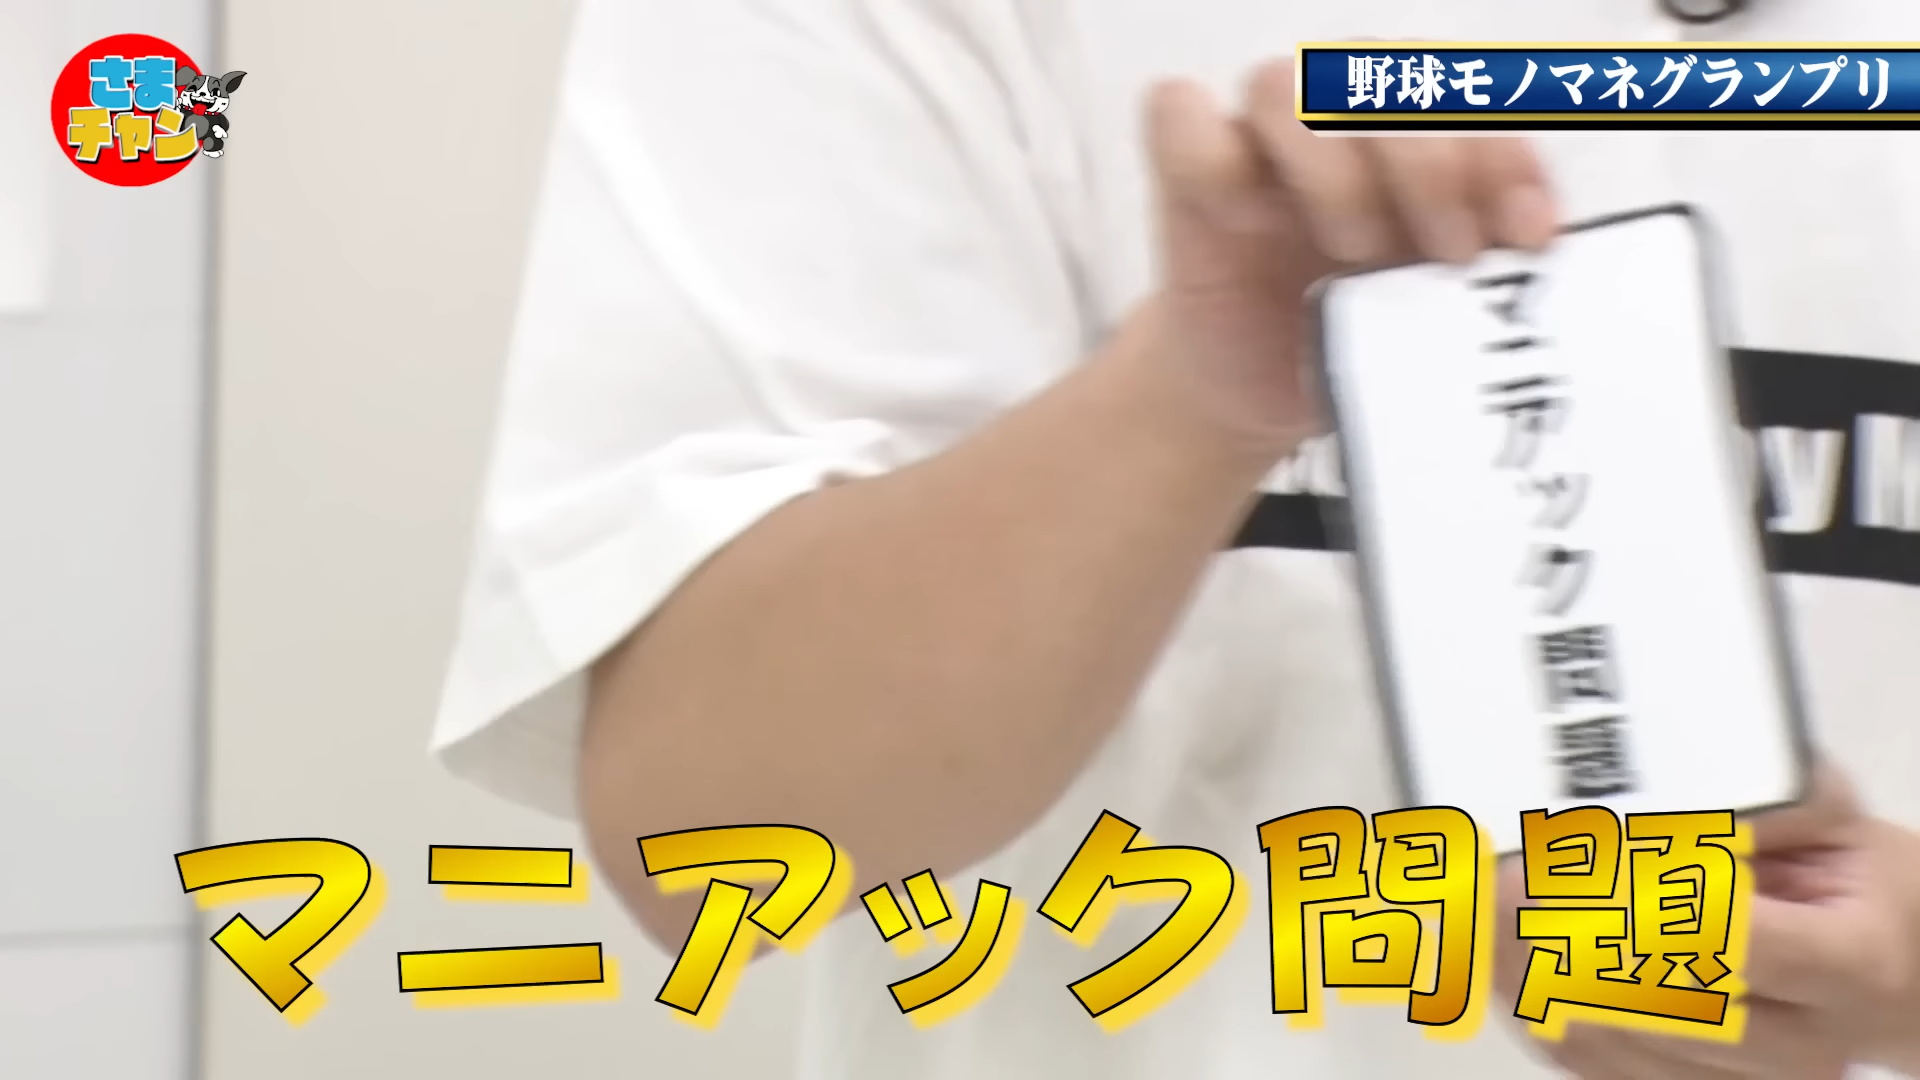 さま
チャン
野球モノマネグランプリ
マニアック問題
マニアック問題